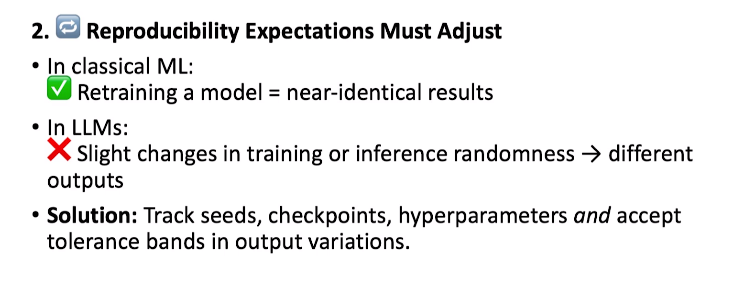 2. 🔁 Reproducibility Expectations Must Adjust
• In classical ML:
✅ Retraining a model = near-identical results
• In LLMs:
❌ Slight changes in training or inference randomness → different
outputs
• Solution: Track seeds, checkpoints, hyperparameters and accept
tolerance bands in output variations.